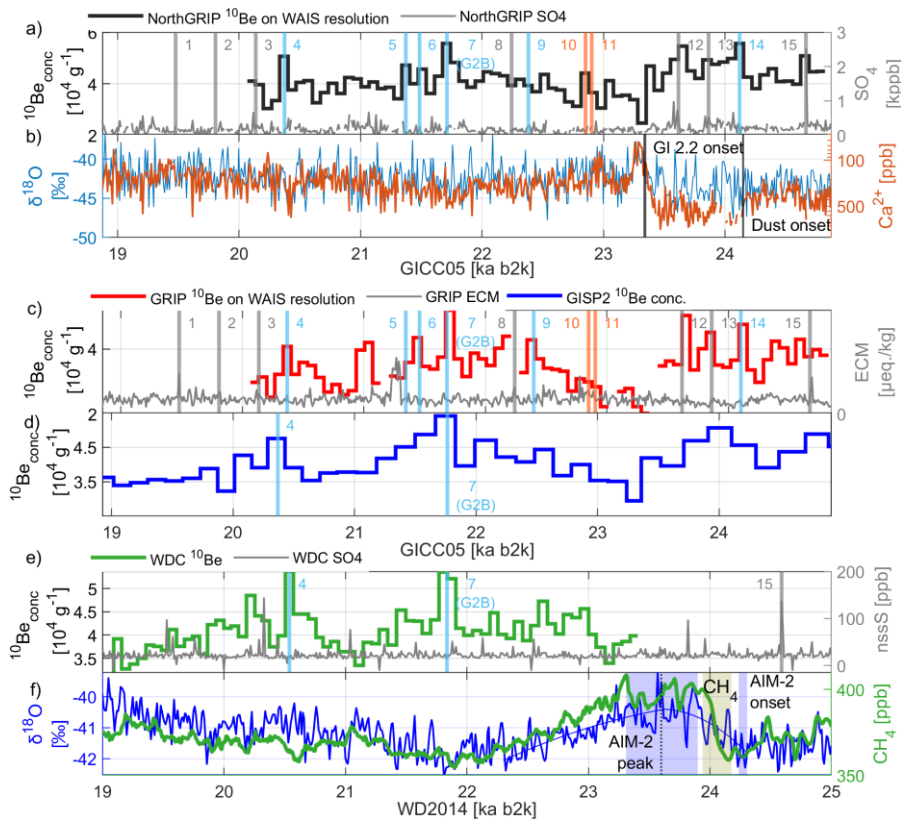 a) NorthGRIP ¹⁰Be on WAIS resolution NorthGRIP SO4
6 3
1 2 3 4 5 6 7 8 9 10 11 12 13 14 15
(G2B)
¹⁰Be_conc
[10⁴ g⁻¹]
4 2
2 1
0
SO₄
[kppb]
b)
δ¹⁸O
[‰]
-40
-45
-50
GI 2.2 onset
Dust onset
100
500
Ca²⁺ [ppb]
19 20 21 22 23 24
GICC05 [ka b2k]
c) GRIP ¹⁰Be on WAIS resolution GRIP ECM GISP2 ¹⁰Be conc.
1 2 3 4 5 6 7 8 9 10 11 12 13 14 15
(G2B)
¹⁰Be_conc
[10⁴ g⁻¹]
4
2
0
ECM
[μeq./kg]
d)
¹⁰Be_conc
[10⁴ g⁻¹]
4.5
3.5
4
7
(G2B)
19 20 21 22 23 24
GICC05 [ka b2k]
e) WDC ¹⁰Be WDC SO4
¹⁰Be_conc
[10⁴ g⁻¹]
5
4.5
4
3.5
4 7 15
(G2B)
200
100
0
nssS [ppb]
f)
δ¹⁸O
[‰]
-40
-41
-42
AIM-2
peak
CH₄
AIM-2
onset
400
350
CH₄ [ppb]
19 20 21 22 23 24 25
WD2014 [ka b2k]